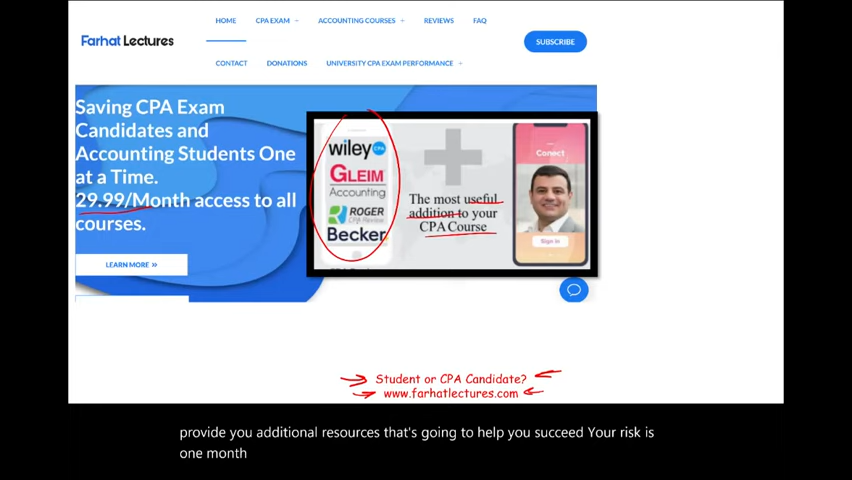 HOME
CPA EXAM
ACCOUNTING COURSES
REVIEWS
FAQ
Farhat Lectures
SUBSCRIBE
CONTACT
DONATIONS
UNIVERSITY CPA EXAM PERFORMANCE
Saving CPA Exam
Candidates and
Accounting Students One
at a Time.
29.99/Month access to all
courses.
LEARN MORE »
wiley CPA
GLEIM
Accounting
ROGER
CPA Review
Becker
The most useful
addition to your
CPA Course
Conect
Sign in
Student or CPA Candidate?
www.farhatlectures.com
provide you additional resources that's going to help you succeed Your risk is
one month